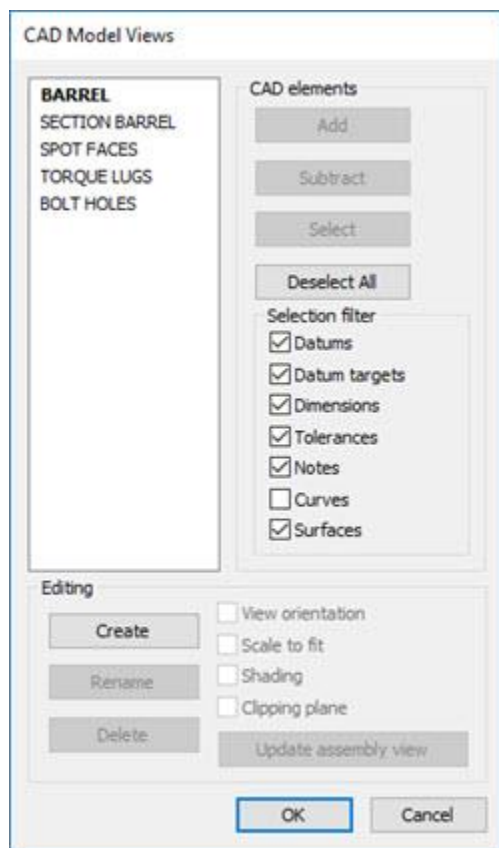 CAD Model Views
BARREL
SECTION BARREL
SPOT FACES
TORQUE LUGS
BOLT HOLES
CAD elements
Add
Subtract
Select
Deselect All
Selection filter
Datums
Datum targets
Dimensions
Tolerances
Notes
Curves
Surfaces
Editing
Create
Rename
Delete
View orientation
Scale to fit
Shading
Clipping plane
Update assembly view
OK
Cancel